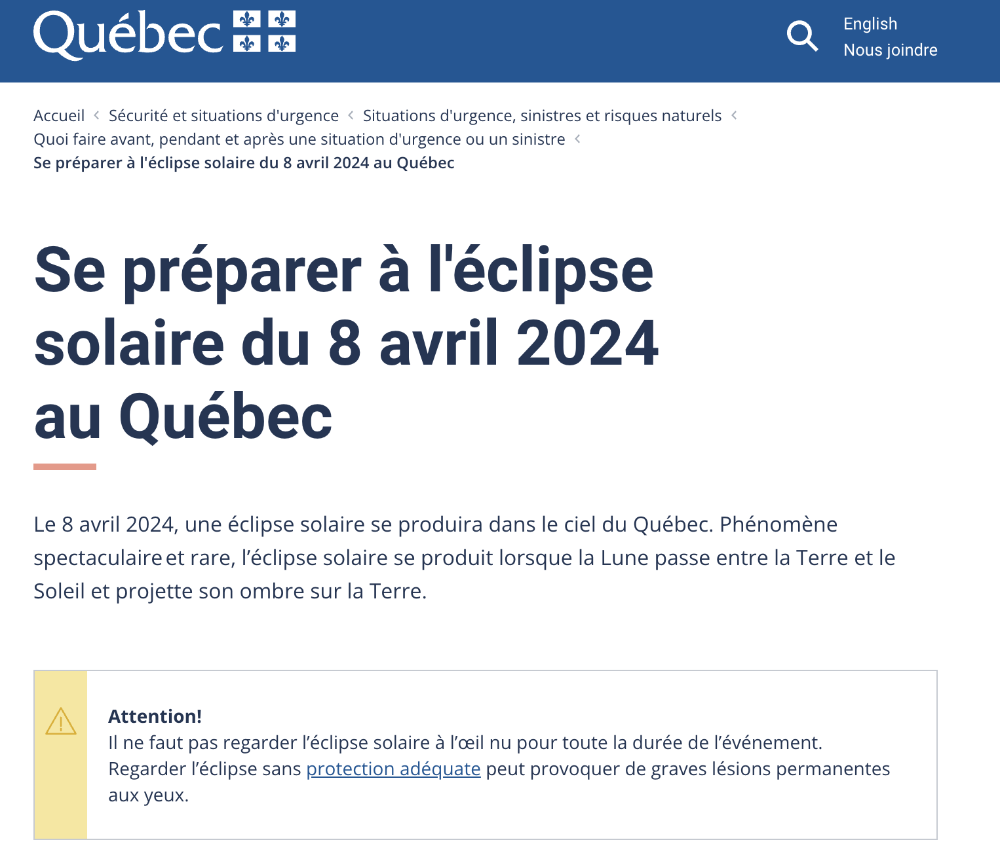 Québec
English
Nous joindre
Accueil
Sécurité et situations d'urgence
Situations d'urgence, sinistres et risques naturels
Quoi faire avant, pendant et après une situation d'urgence ou un sinistre
Se préparer à l'éclipse solaire du 8 avril 2024 au Québec
Se préparer à l'éclipse
solaire du 8 avril 2024
au Québec
Le 8 avril 2024, une éclipse solaire se produira dans le ciel du Québec. Phénomène
spectaculaire et rare, l’éclipse solaire se produit lorsque la Lune passe entre la Terre et le
Soleil et projette son ombre sur la Terre.
Attention!
Il ne faut pas regarder l’éclipse solaire à l’œil nu pour toute la durée de l’événement.
Regarder l’éclipse sans protection adéquate peut provoquer de graves lésions permanentes
aux yeux.